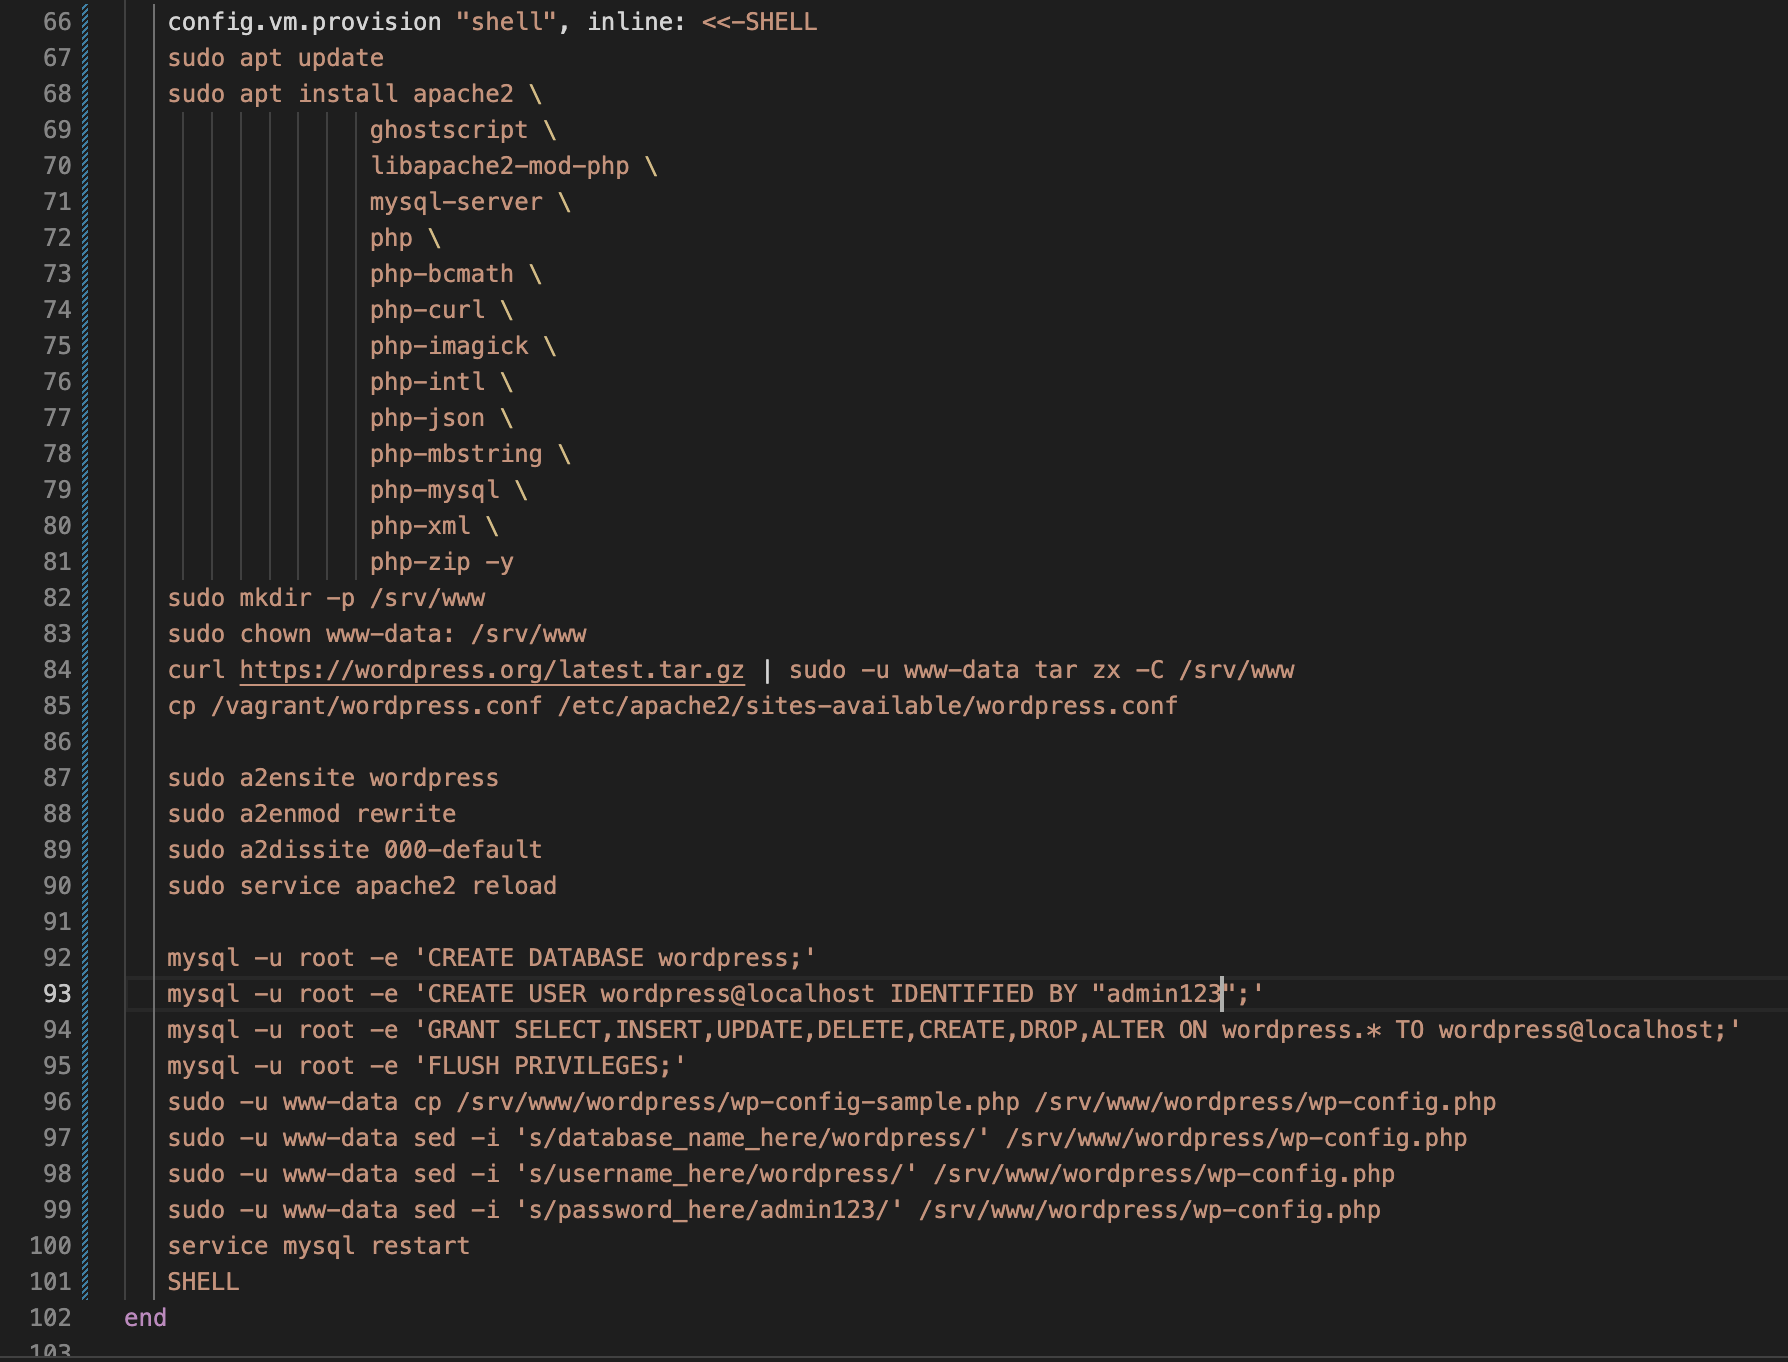 66 config.vm.provision "shell", inline: <<-SHELL
67 sudo apt update
68 sudo apt install apache2 \
69 ghostscript \
70 libapache2-mod-php \
71 mysql-server \
72 php \
73 php-bcmath \
74 php-curl \
75 php-imagick \
76 php-intl \
77 php-json \
78 php-mbstring \
79 php-mysql \
80 php-xml \
81 php-zip -y
82 sudo mkdir -p /srv/www
83 sudo chown www-data: /srv/www
84 curl https://wordpress.org/latest.tar.gz | sudo -u www-data tar zx -C /srv/www
85 cp /vagrant/wordpress.conf /etc/apache2/sites-available/wordpress.conf
86
87 sudo a2ensite wordpress
88 sudo a2enmod rewrite
89 sudo a2dissite 000-default
90 sudo service apache2 reload
91
92 mysql -u root -e 'CREATE DATABASE wordpress;'
93 mysql -u root -e 'CREATE USER wordpress@localhost IDENTIFIED BY "admin123";'
94 mysql -u root -e 'GRANT SELECT,INSERT,UPDATE,DELETE,CREATE,DROP,ALTER ON wordpress.* TO wordpress@localhost;'
95 mysql -u root -e 'FLUSH PRIVILEGES;'
96 sudo -u www-data cp /srv/www/wordpress/wp-config-sample.php /srv/www/wordpress/wp-config.php
97 sudo -u www-data sed -i 's/database_name_here/wordpress/' /srv/www/wordpress/wp-config.php
98 sudo -u www-data sed -i 's/username_here/wordpress/' /srv/www/wordpress/wp-config.php
99 sudo -u www-data sed -i 's/password_here/admin123/' /srv/www/wordpress/wp-config.php
100 service mysql restart
101 SHELL
102 end
103